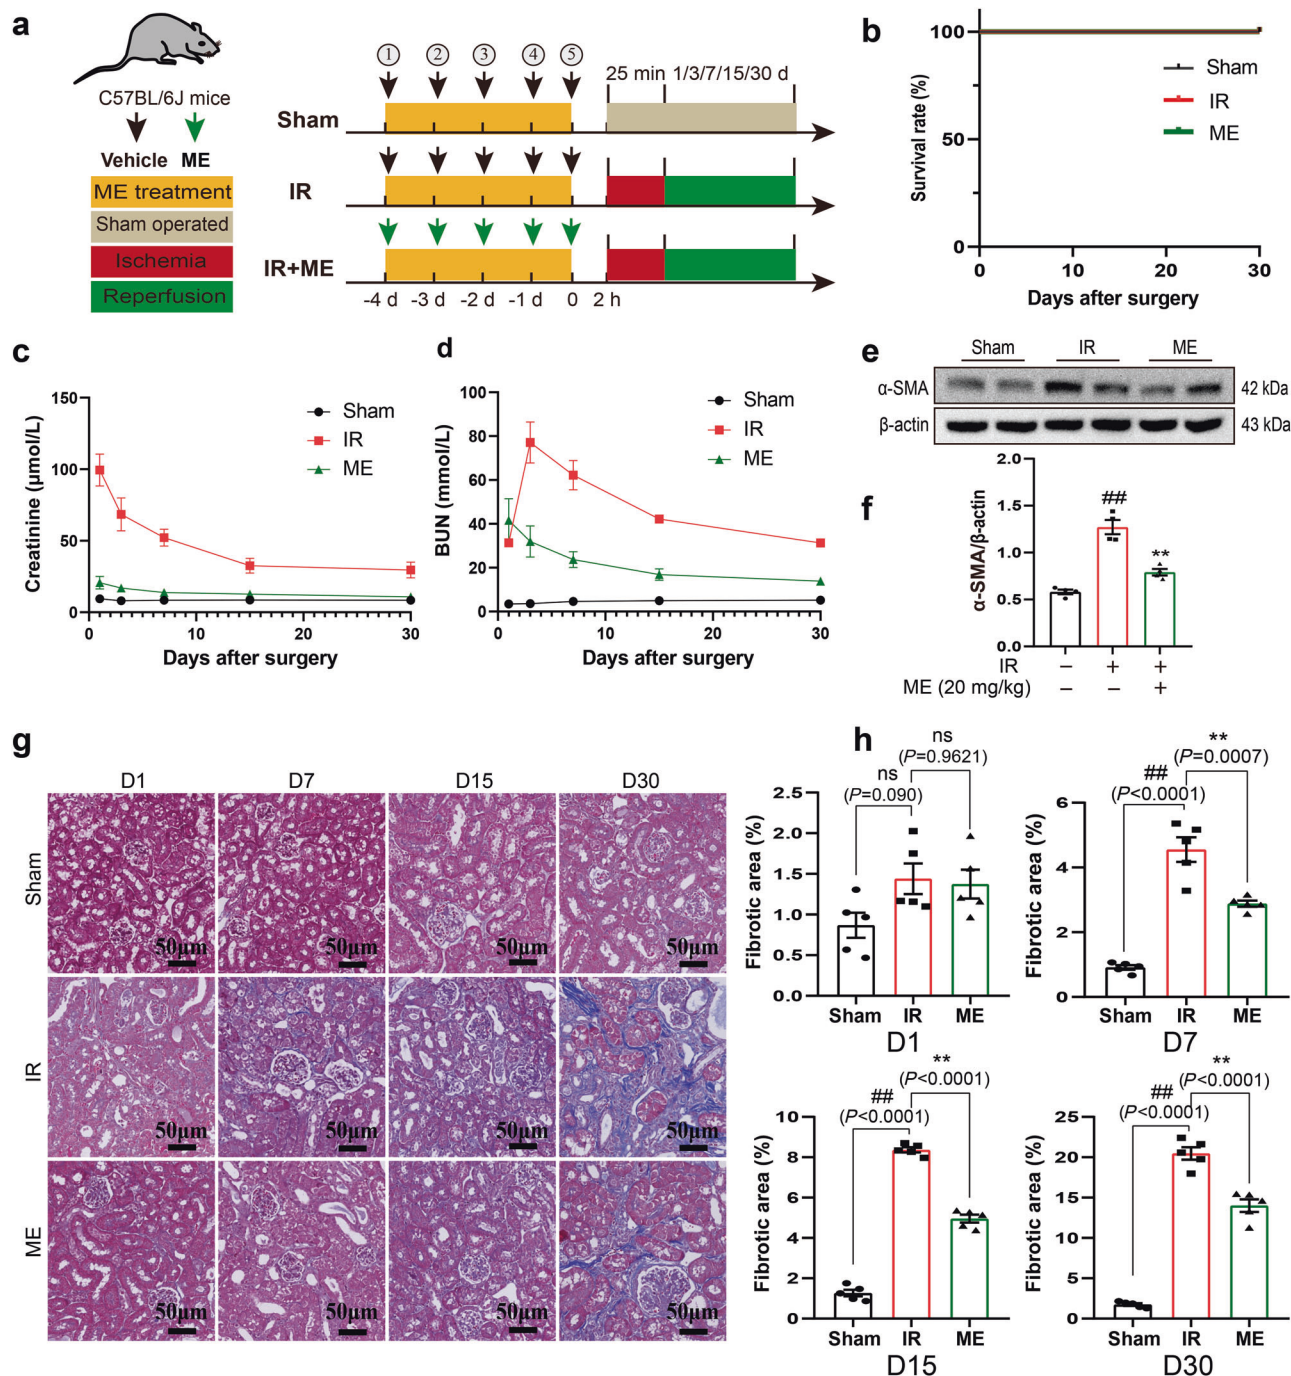 a
C57BL/6J mice
Vehicle ME
ME treatment
Sham operated
Ischemia
Reperfusion
1 2 3 4 5
25 min 1/3/7/15/30 d
Sham
IR
IR+ME
-4 d -3 d -2 d -1 d 0 2 h
b
Survival rate (%)
100
50
0
0 10 20 30
Days after surgery
Sham
IR
ME
c
Creatinine (μmol/L)
150
100
50
0
0 10 20 30
Days after surgery
Sham
IR
ME
d
BUN (mmol/L)
100
80
60
40
20
0
0 10 20 30
Days after surgery
Sham
IR
ME
e
Sham IR ME
α-SMA 42 kDa
β-actin 43 kDa
f
α-SMA/β-actin
2.0
1.5
1.0
0.5
0.0
##
**
IR − + +
ME (20 mg/kg) − − +
g
D1 D7 D15 D30
Sham
50μm 50μm 50μm 50μm
IR
50μm 50μm 50μm 50μm
ME
50μm 50μm 50μm 50μm
h
ns
(P=0.9621)
ns
(P=0.090)
Fibrotic area (%)
2.5
2.0
1.5
1.0
0.5
0.0
Sham IR ME
D1
**
(P=0.0007)
##
(P<0.0001)
Fibrotic area (%)
6
4
2
0
Sham IR ME
D7
**
(P<0.0001)
##
(P<0.0001)
Fibrotic area (%)
10
8
6
4
2
0
Sham IR ME
D15
**
(P<0.0001)
##
(P<0.0001)
Fibrotic area (%)
25
20
15
10
5
0
Sham IR ME
D30